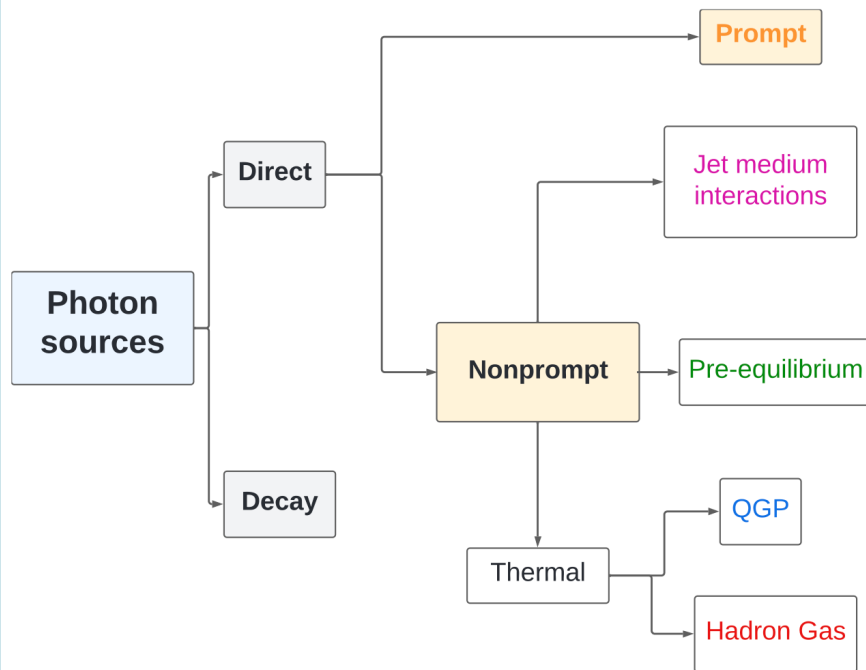 Prompt
Jet medium
interactions
Direct
Photon
sources
Nonprompt
Pre-equilibrium
Decay
QGP
Thermal
Hadron Gas